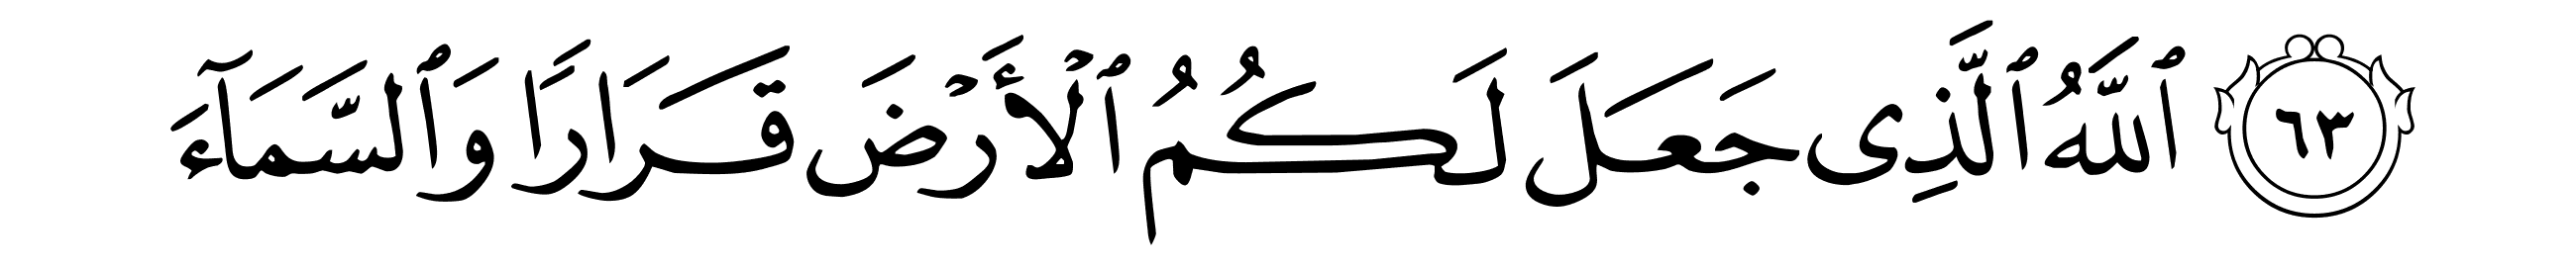 ٦٣ ٱللَّهُ ٱلَّذِى جَعَلَ لَكُمُ ٱلْأَرْضَ قَرَارًا وَٱلسَّمَآءَ